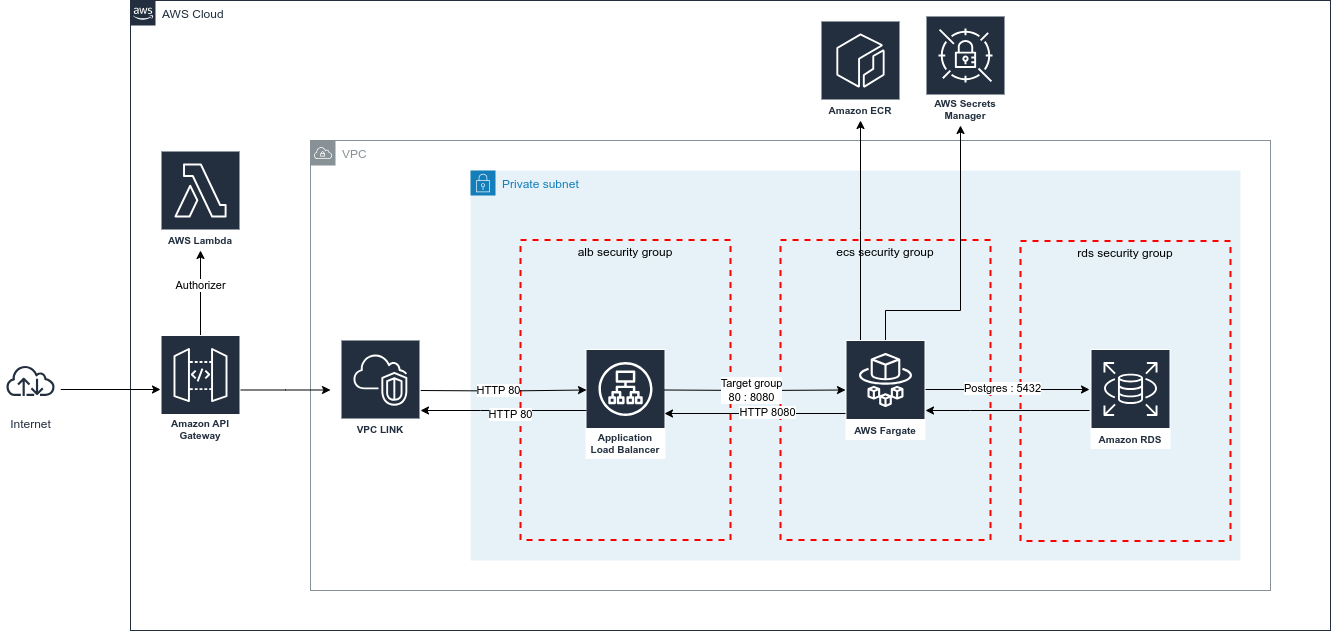 aws
AWS Cloud
Amazon ECR
AWS Secrets
Manager
VPC
Private subnet
AWS Lambda
Authorizer
alb security group
ecs security group
rds security group
Internet
</>
Amazon API
Gateway
VPC LINK
HTTP 80
HTTP 80
Application
Load Balancer
Target group
80 : 8080
HTTP 8080
AWS Fargate
Postgres : 5432
Amazon RDS